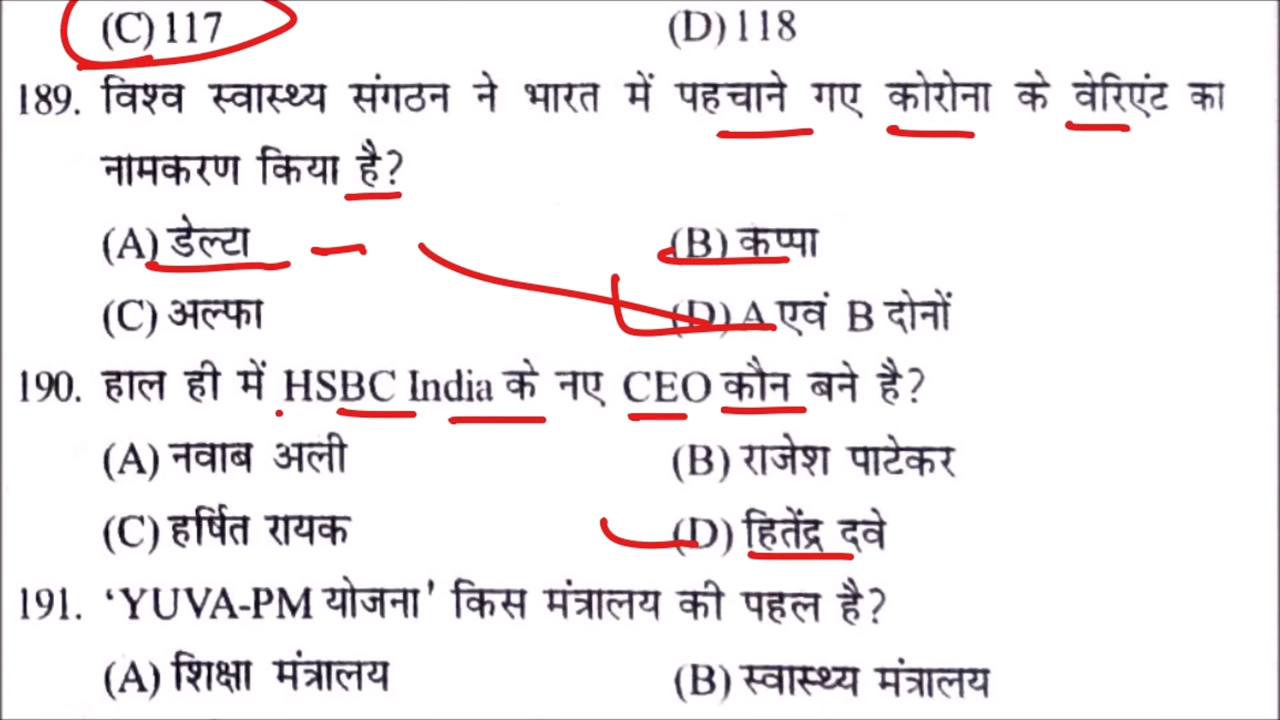 (C) 117 (D) 118
189. विश्व स्वास्थ्य संगठन ने भारत में पहचाने गए कोरोना के वेरिएंट का
नामकरण किया है?
(A) डेल्टा (B) कप्पा
(C) अल्फा (D) A एवं B दोनों
190. हाल ही में HSBC India के नए CEO कौन बने है?
(A) नवाब अली (B) राजेश पाटेकर
(C) हर्षित रायक (D) हितेंद्र दवे
191. ‘YUVA-PM योजना’ किस मंत्रालय की पहल है?
(A) शिक्षा मंत्रालय (B) स्वास्थ्य मंत्रालय